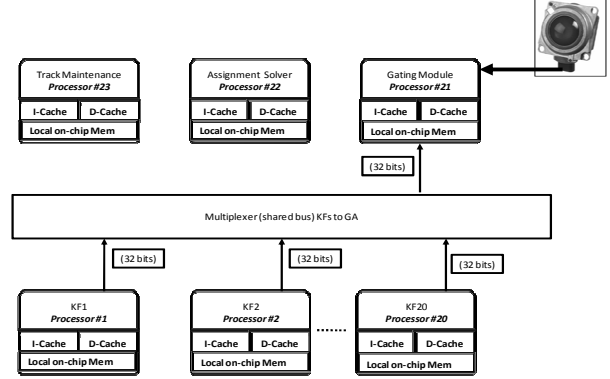 Track Maintenance
Processor #23
I-Cache
D-Cache
Local on-chip Mem
Assignment Solver
Processor #22
I-Cache
D-Cache
Local on-chip Mem
Gating Module
Processor #21
I-Cache
D-Cache
Local on-chip Mem
(32 bits)
Multiplexer (shared bus) KFs to GA
(32 bits)
(32 bits)
(32 bits)
KF1
Processor #1
I-Cache
D-Cache
Local on-chip Mem
KF2
Processor #2
I-Cache
D-Cache
Local on-chip Mem
........
KF20
Processor #20
I-Cache
D-Cache
Local on-chip Mem